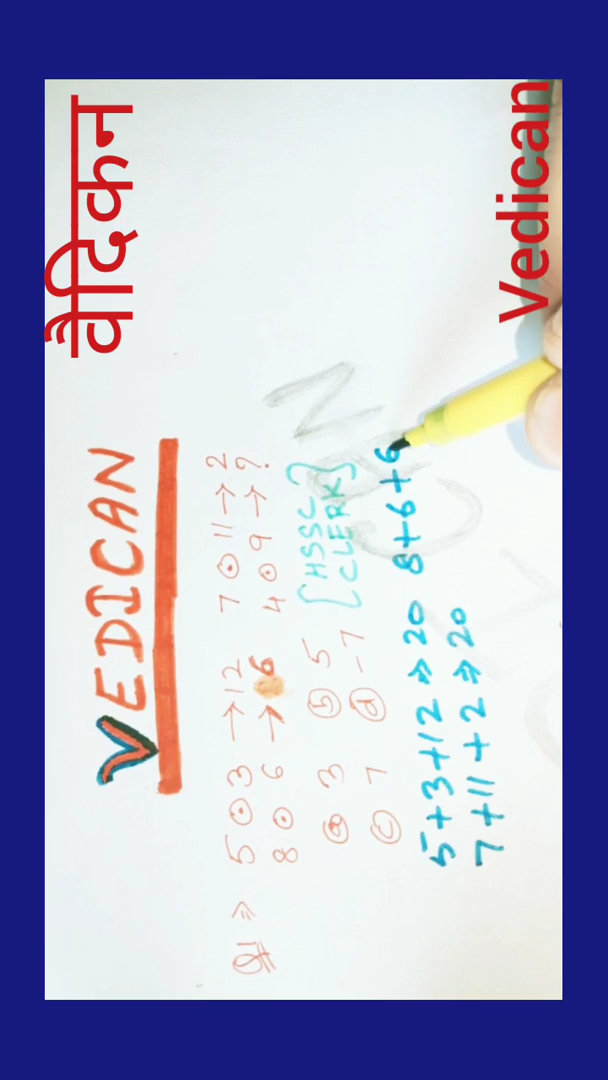 वैदिकन
Vedican
VEDICAN
Q1 ⇒ 5 ⊙ 3 → 12 7 ⊙ 11 → 2
8 ⊙ 6 → 6 4 ⊙ 9 → ?
(a) 3 (b) 5 [HSSC
(c) 7 (d) -7 CLERK]
5+3+12 ⇒ 20 8+6+6
7+11+2 ⇒ 20